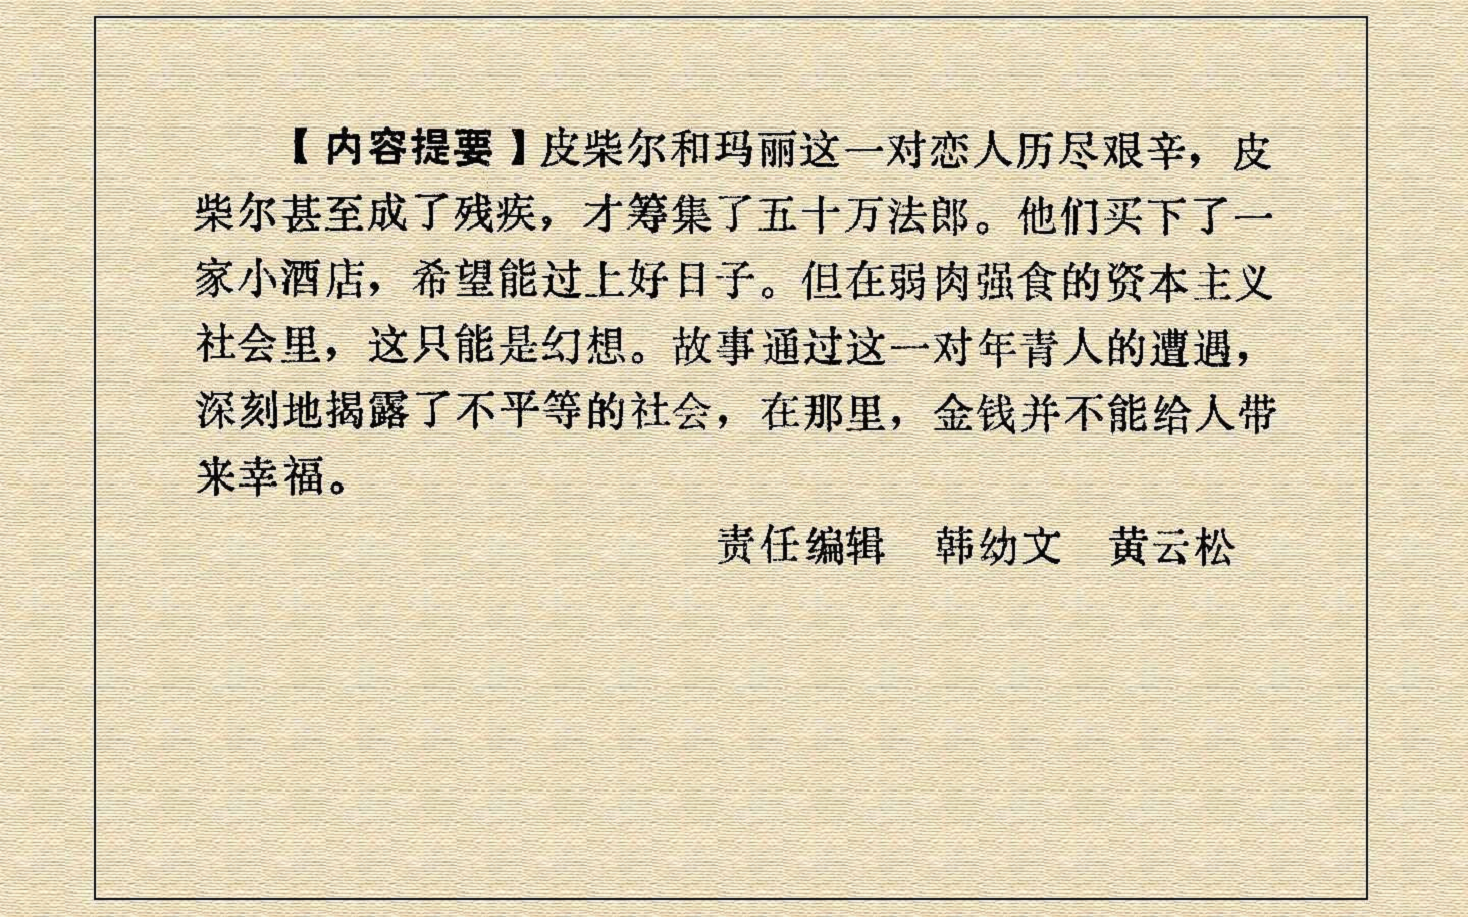 【内容提要】皮柴尔和玛丽这一对恋人历尽艰辛，皮
柴尔甚至成了残疾，才筹集了五十万法郎。他们买下了一
家小酒店，希望能过上好日子。但在弱肉强食的资本主义
社会里，这只能是幻想。故事通过这一对年青人的遭遇，
深刻地揭露了不平等的社会，在那里，金钱并不能给人带
来幸福。
责任编辑　韩幼文　黄云松